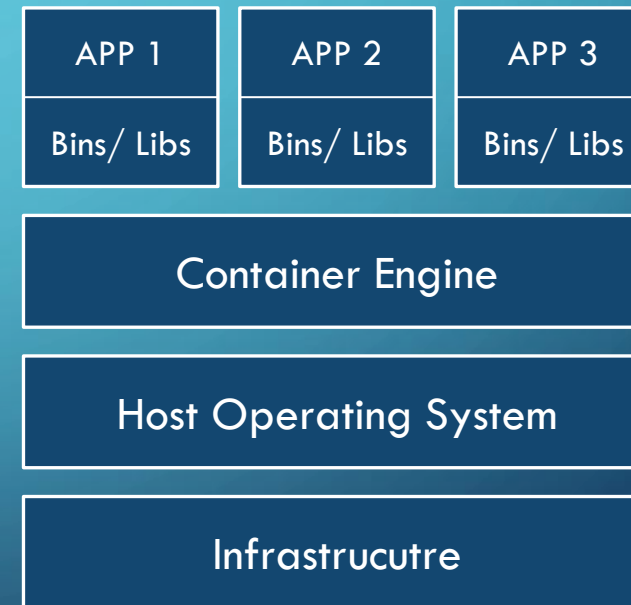 APP 1 APP 2 APP 3
Bins/ Libs Bins/ Libs Bins/ Libs
Container Engine
Host Operating System
Infrastrucutre